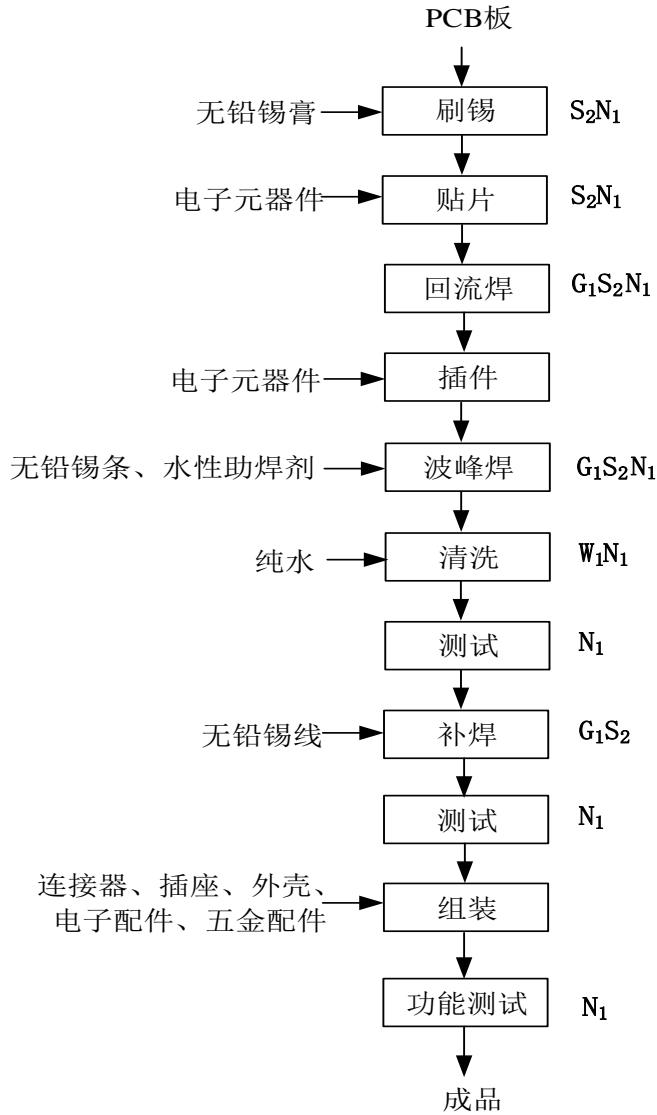 PCB板
无铅锡膏
刷锡
S₂N₁
电子元器件
贴片
S₂N₁
回流焊
G₁S₂N₁
电子元器件
插件
无铅锡条、水性助焊剂
波峰焊
G₁S₂N₁
纯水
清洗
W₁N₁
测试
N₁
无铅锡线
补焊
G₁S₂
测试
N₁
连接器、插座、外壳、
电子配件、五金配件
组装
功能测试
N₁
成品